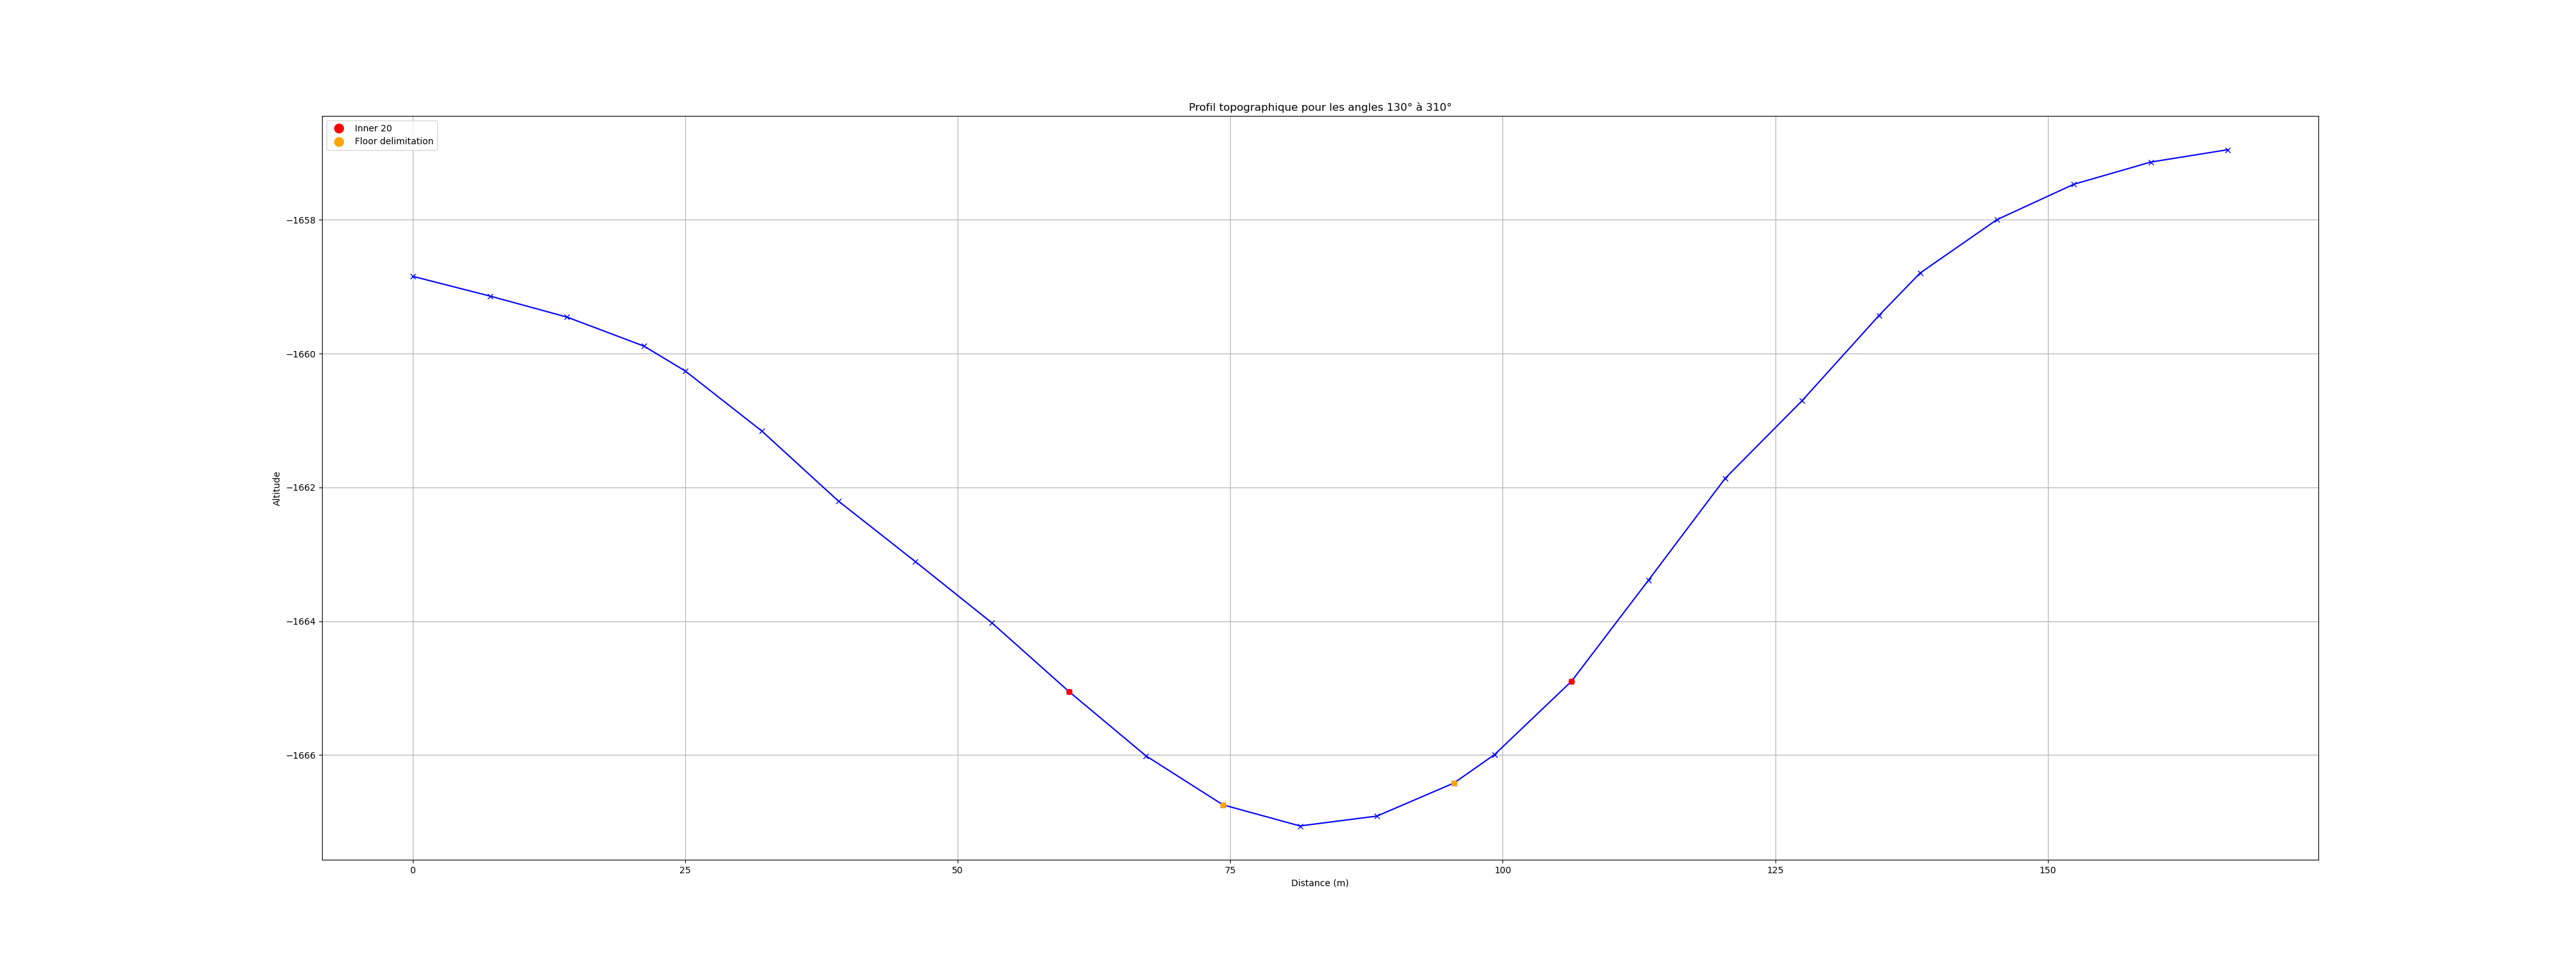 Profil topographique pour les angles 130° à 310°
Inner 20
Floor delimitation
−1658
−1660
−1662
−1664
−1666
Altitude
0 25 50 75 100 125 150
Distance (m)